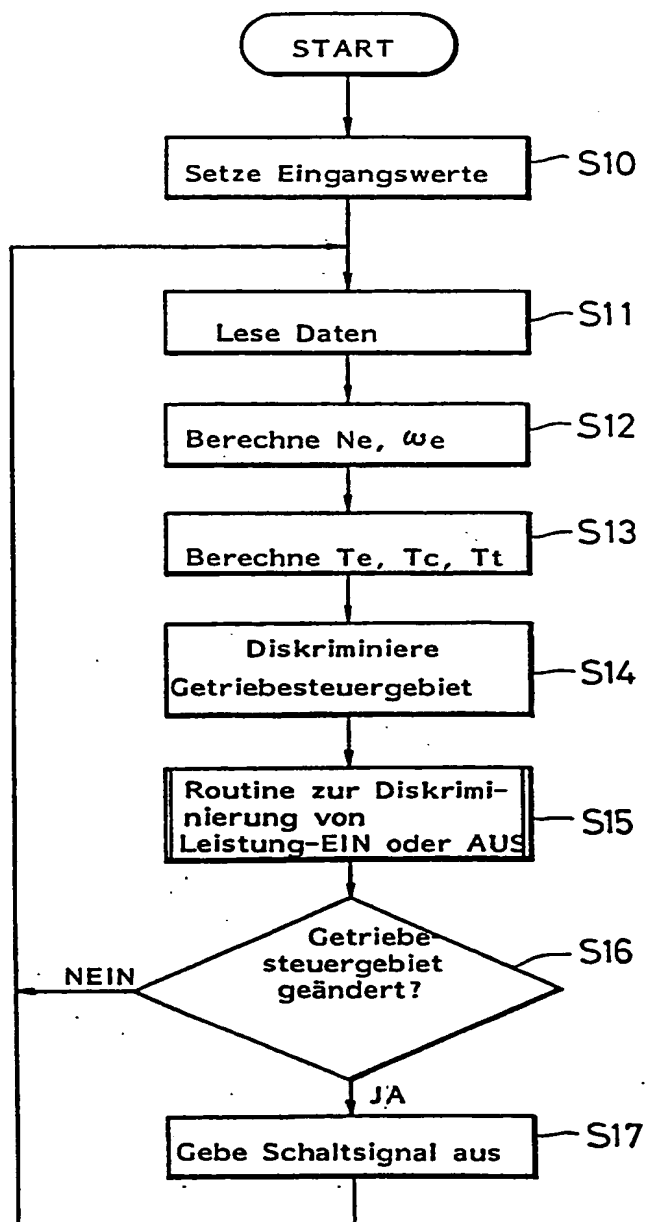 START
Setze Eingangswerte
S10
Lese Daten
S11
Berechne Ne, ωe
S12
Berechne Te, Tc, Tt
S13
Diskriminiere
Getriebesteuergebiet
S14
Routine zur Diskrimi-
nierung von
Leistung-EIN oder AUS
S15
Getriebe-
steuergebiet
geändert?
S16
NEIN
JA
Gebe Schaltsignal aus
S17